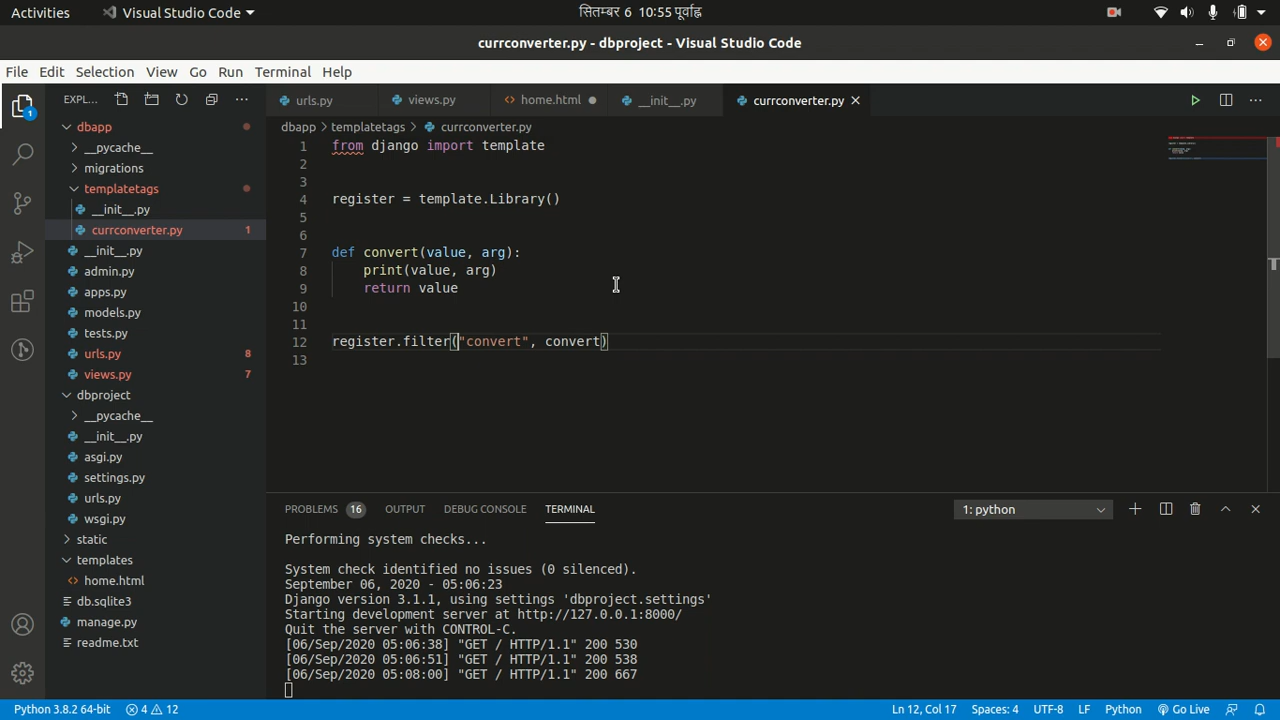 Activities
Visual Studio Code
सितम्बर 6 10:55 पूर्वाह्न
currconverter.py - dbproject - Visual Studio Code
File Edit Selection View Go Run Terminal Help
EXPL...
urls.py
views.py
home.html
__init__.py
currconverter.py
1
dbapp
__pycache__
migrations
templatetags
__init__.py
currconverter.py 1
__init__.py
admin.py
apps.py
models.py
tests.py
urls.py 8
views.py 7
dbproject
__pycache__
__init__.py
asgi.py
settings.py
urls.py
wsgi.py
static
templates
home.html
db.sqlite3
manage.py
readme.txt
dbapp > templatetags > currconverter.py
1 from django import template
2
3
4 register = template.Library()
5
6
7 def convert(value, arg):
8 print(value, arg)
9 return value
10
11
12 register.filter("convert", convert)
13
PROBLEMS 16 OUTPUT DEBUG CONSOLE TERMINAL
1: python
Performing system checks...
System check identified no issues (0 silenced).
September 06, 2020 - 05:06:23
Django version 3.1.1, using settings 'dbproject.settings'
Starting development server at http://127.0.0.1:8000/
Quit the server with CONTROL-C.
[06/Sep/2020 05:06:38] "GET / HTTP/1.1" 200 530
[06/Sep/2020 05:06:51] "GET / HTTP/1.1" 200 538
[06/Sep/2020 05:08:00] "GET / HTTP/1.1" 200 667
Python 3.8.2 64-bit 4 12
Ln 12, Col 17 Spaces: 4 UTF-8 LF Python Go Live